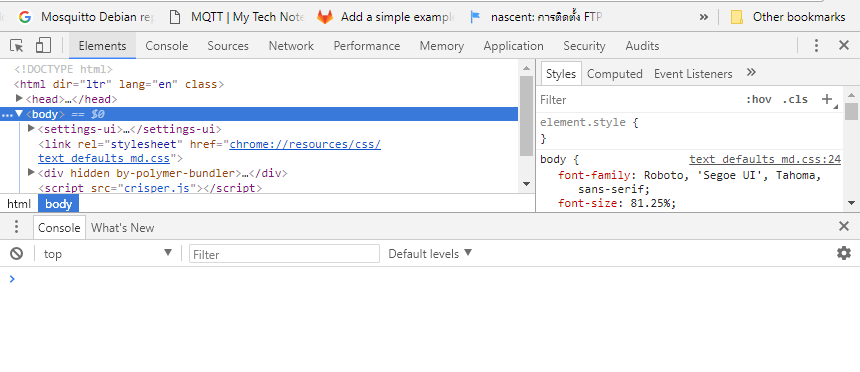 Mosquitto Debian rep MQTT | My Tech Note Add a simple example nascent: การติดตั้ง FTP » Other bookmarks
Elements Console Sources Network Performance Memory Application Security Audits
<!DOCTYPE html>
<html dir="ltr" lang="en" class>
<head>…</head>
<body> == $0
<settings-ui>…</settings-ui>
<link rel="stylesheet" href="chrome://resources/css/
text_defaults_md.css">
<div hidden by-polymer-bundler>…</div>
<script src="crisper.js"></script>
html body
Styles Computed Event Listeners »
Filter :hov .cls +
element.style {
}
body { text_defaults_md.css:24
font-family: Roboto, 'Segoe UI', Tahoma,
sans-serif;
font-size: 81.25%;
Console What's New
top Filter Default levels